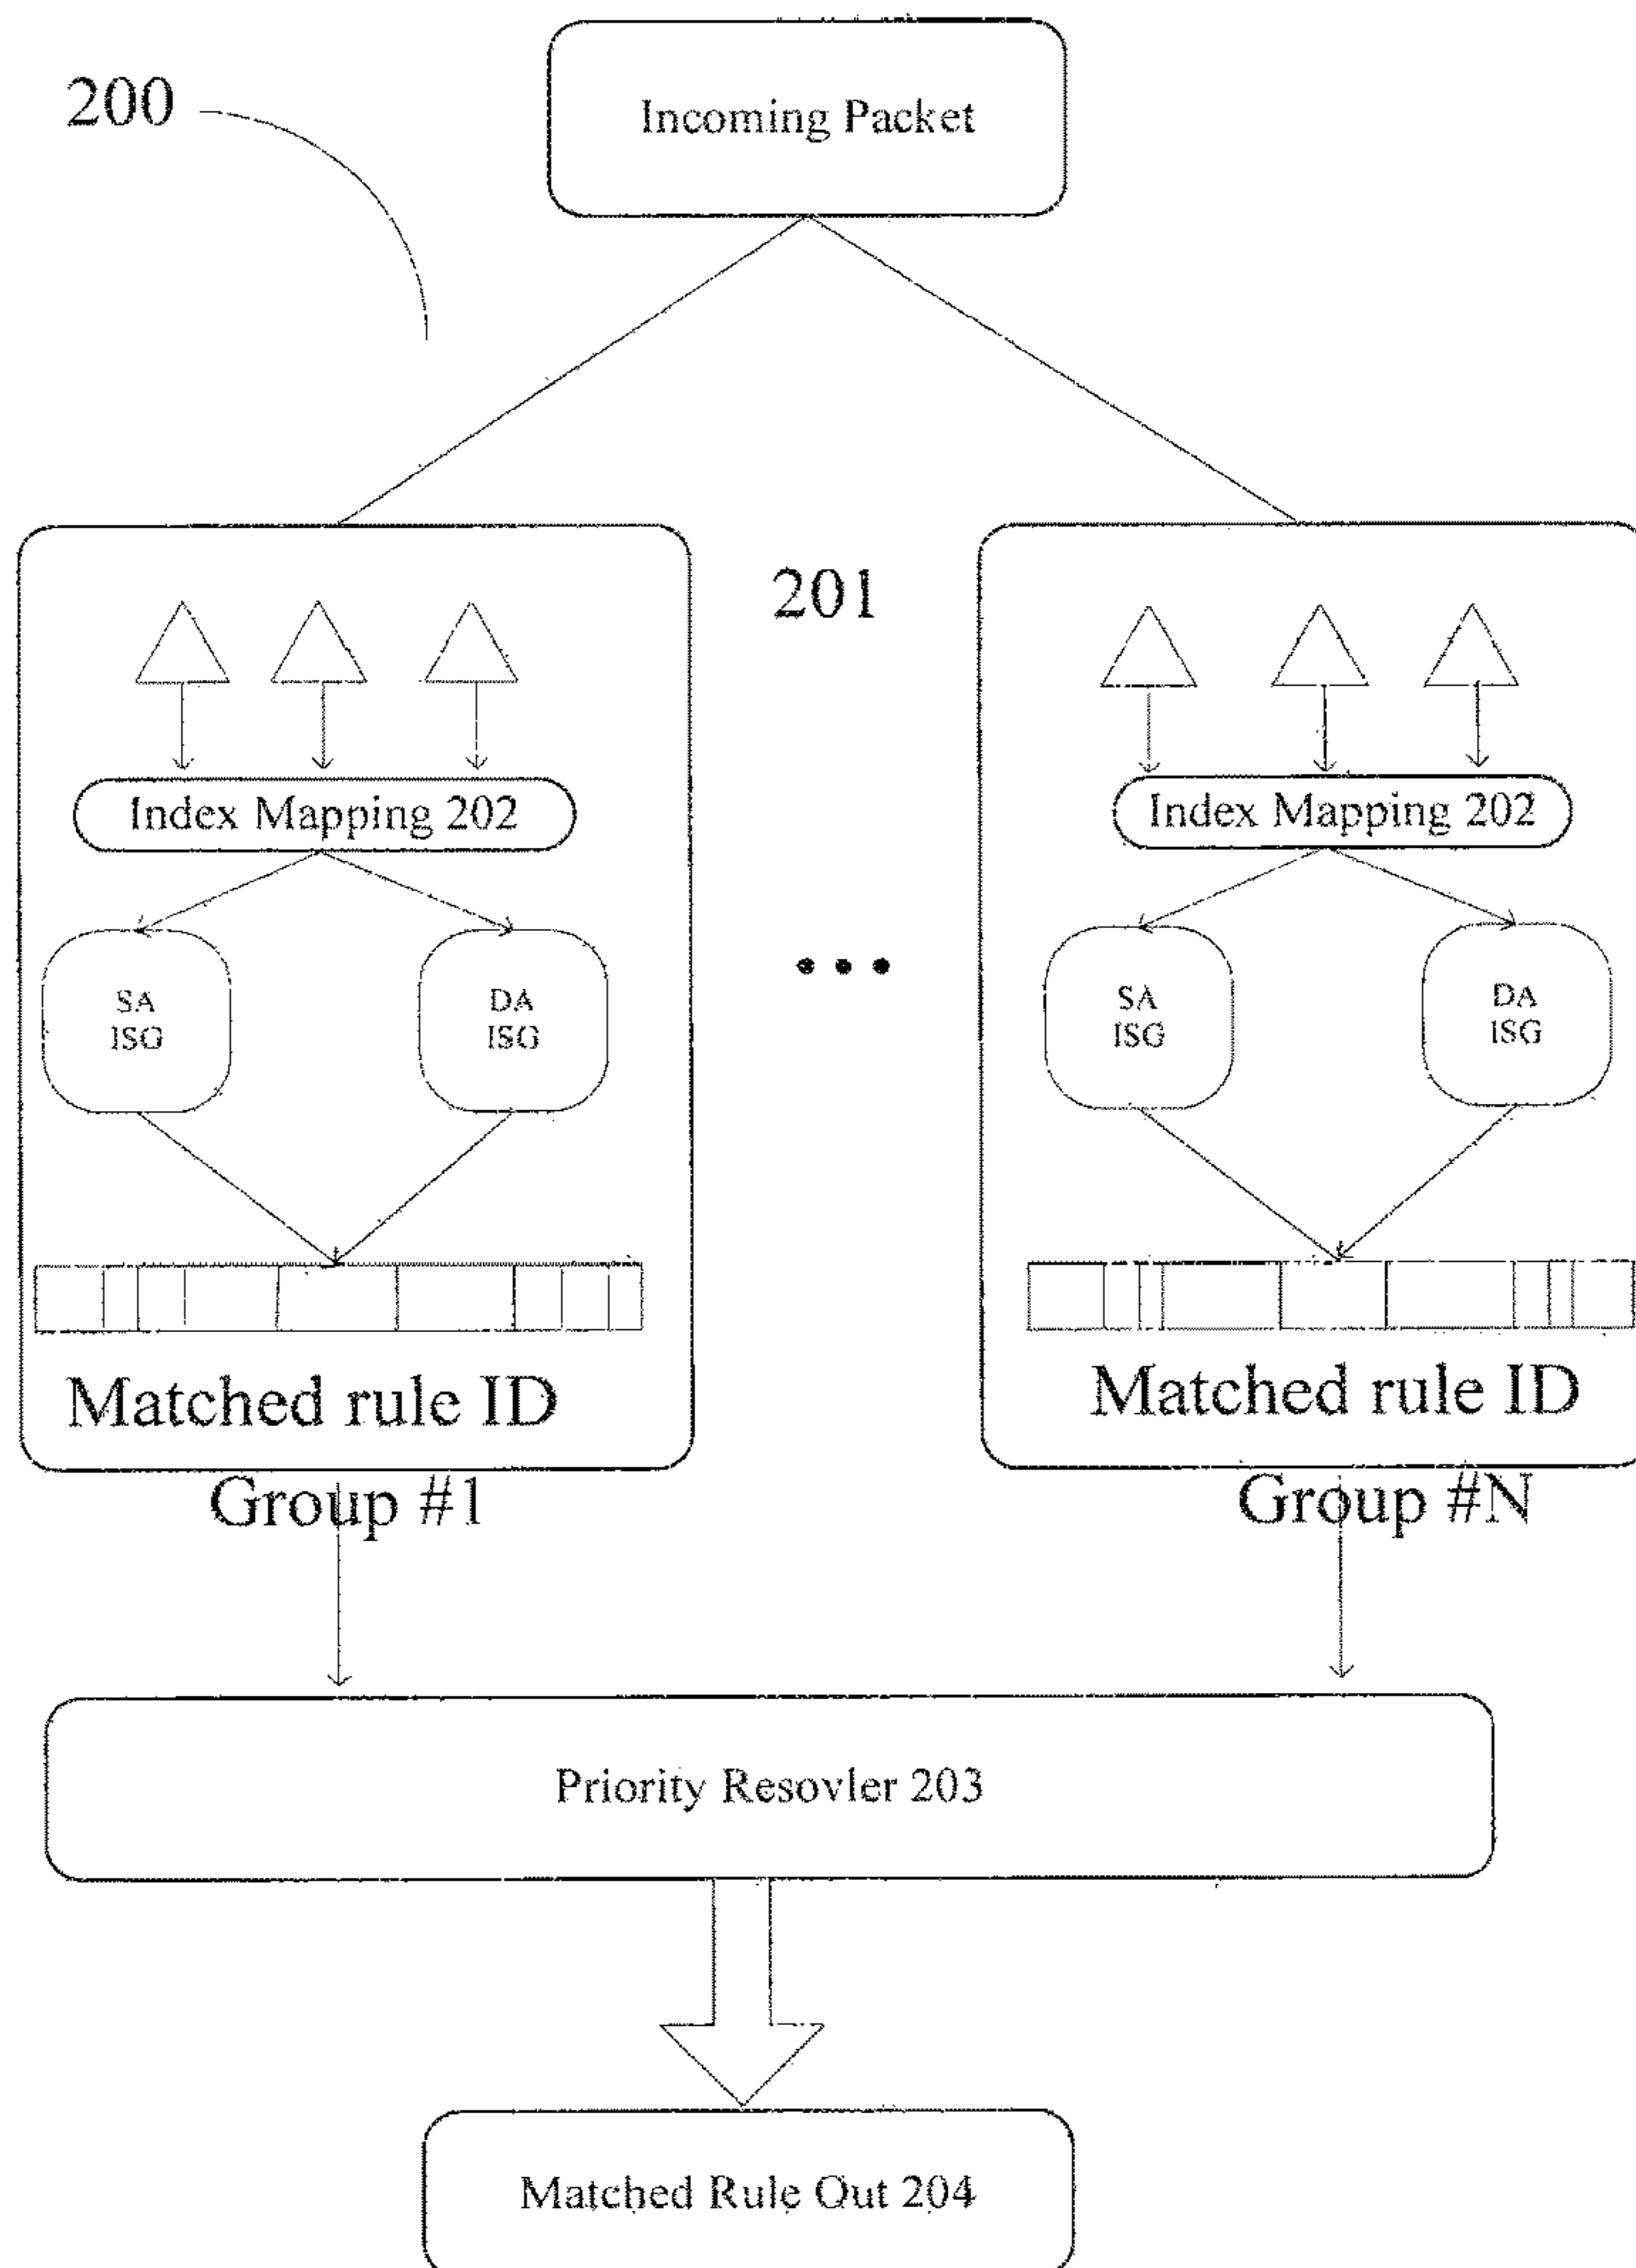 Incoming Packet
200
201
Index Mapping 202
Index Mapping 202
SA
ISG
DA
ISG
SA
ISG
DA
ISG
Matched rule ID
Matched rule ID
Group #1
Group #N
Priority Resovler 203
Matched Rule Out 204